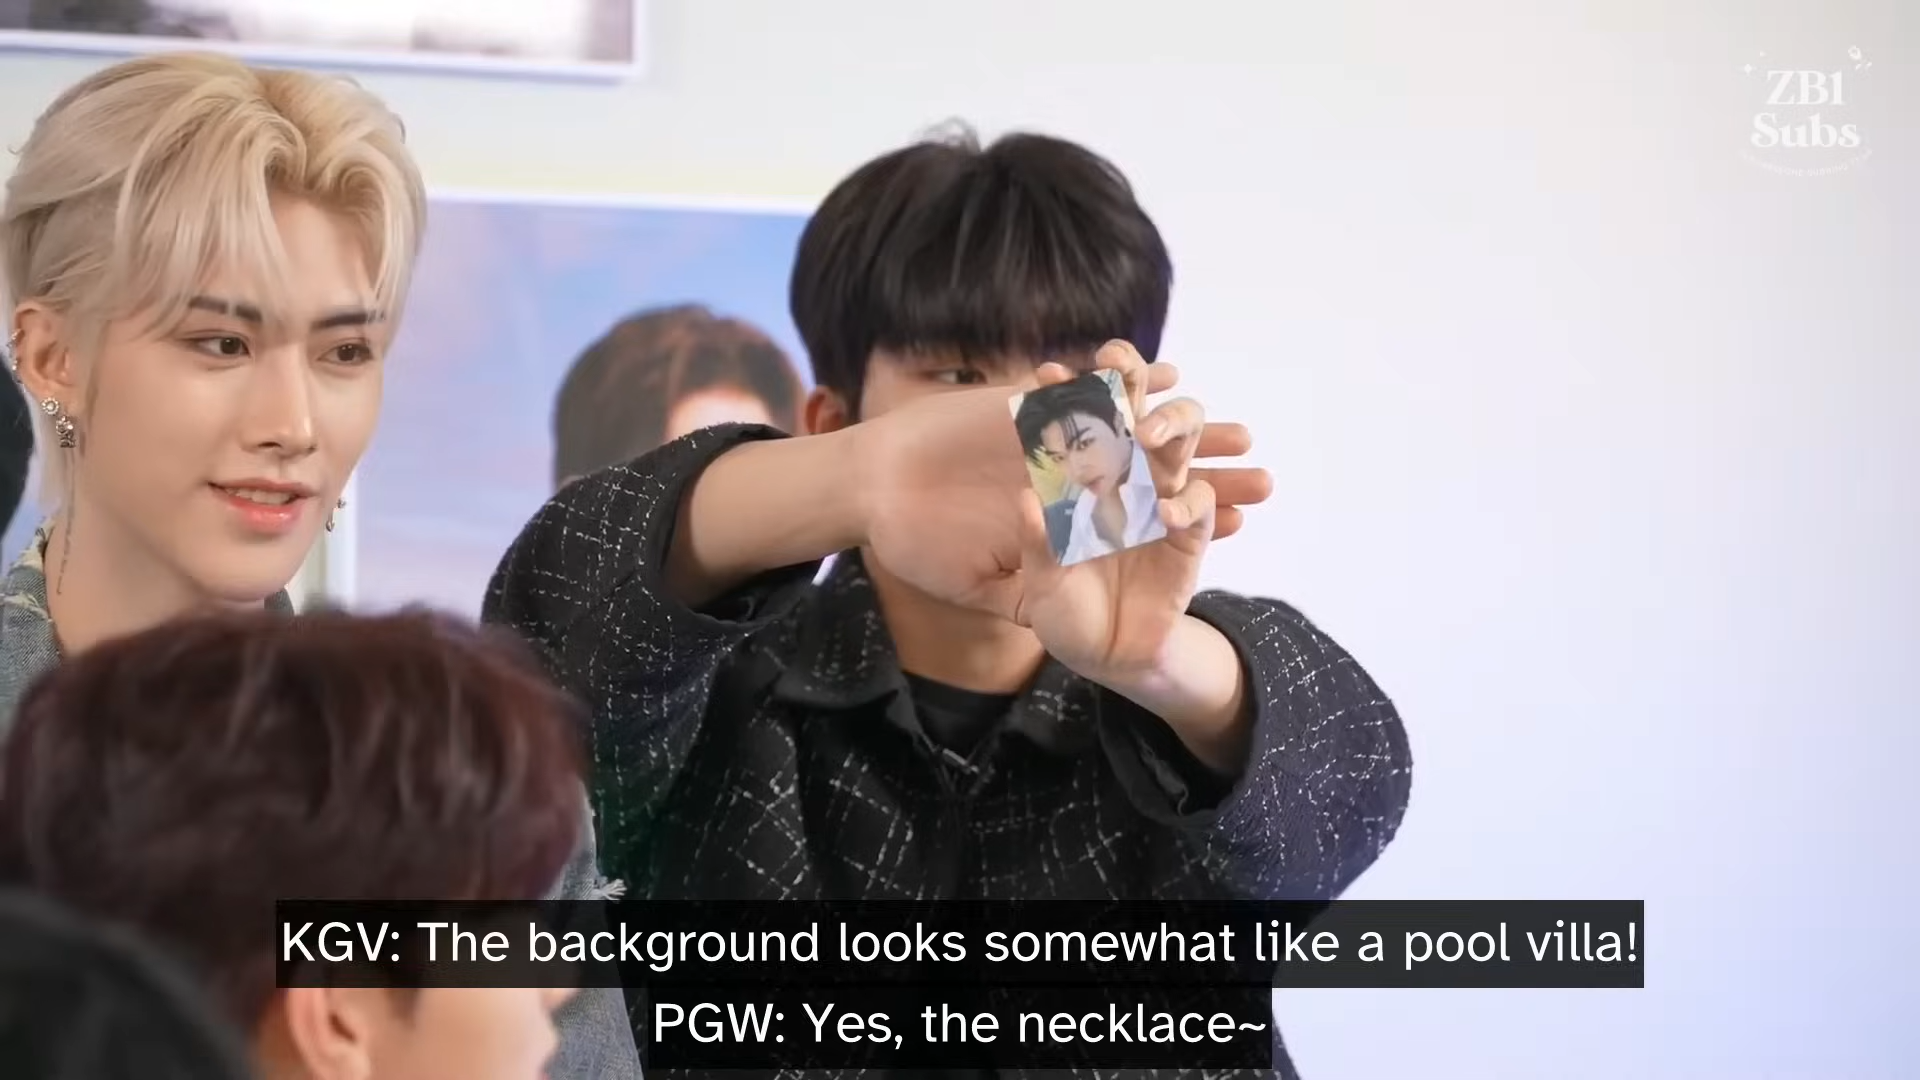 ZB1
Subs
KGV: The background looks somewhat like a pool villa!
PGW: Yes, the necklace~